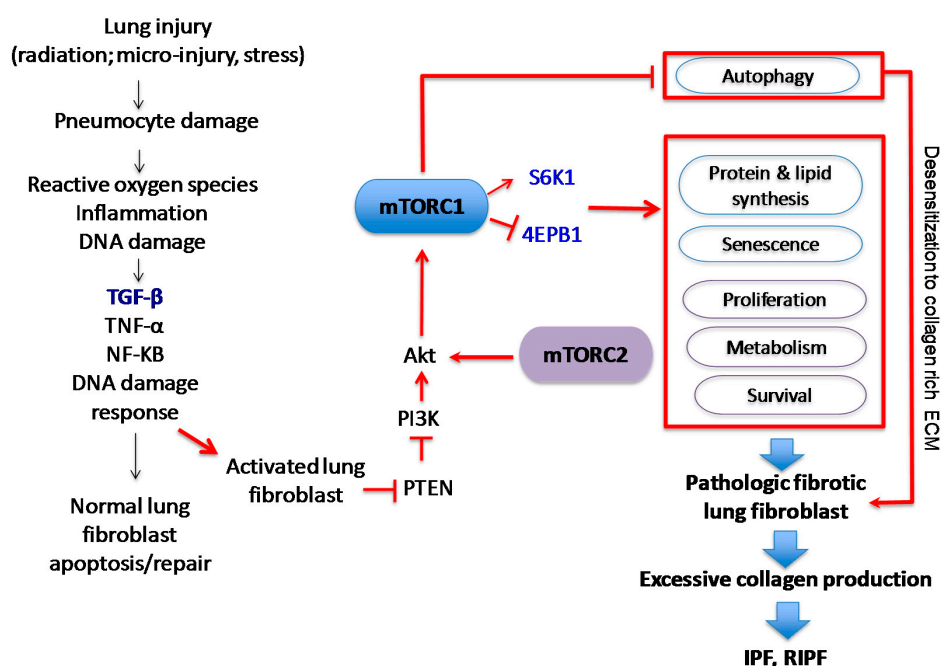 Lung injury
(radiation; micro-injury, stress)
Pneumocyte damage
Reactive oxygen species
Inflammation
DNA damage
TGF-β
TNF-α
NF-KB
DNA damage
response
Normal lung
fibroblast
apoptosis/repair
Activated lung
fibroblast
PTEN
PI3K
Akt
mTORC2
mTORC1
S6K1
4EPB1
Autophagy
Protein & lipid
synthesis
Senescence
Proliferation
Metabolism
Survival
Desensitization to collagen rich ECM
Pathologic fibrotic
lung fibroblast
Excessive collagen production
IPF, RIPF